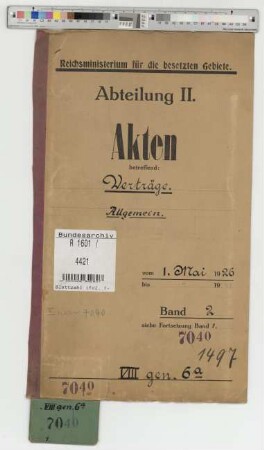 Reichsministerium für die besetzten Gebiete.
Abteilung II.
Akten
betreffend:
Verträge.
Allgemein.
Bundesarchiv
R 1601 /
4421
vom 1. Mai 1926
bis 19
Band 2
siehe Fortsetzung Band 1.
7040
1497
VIII gen. 6a
7040
VIII gen. 6a
7040